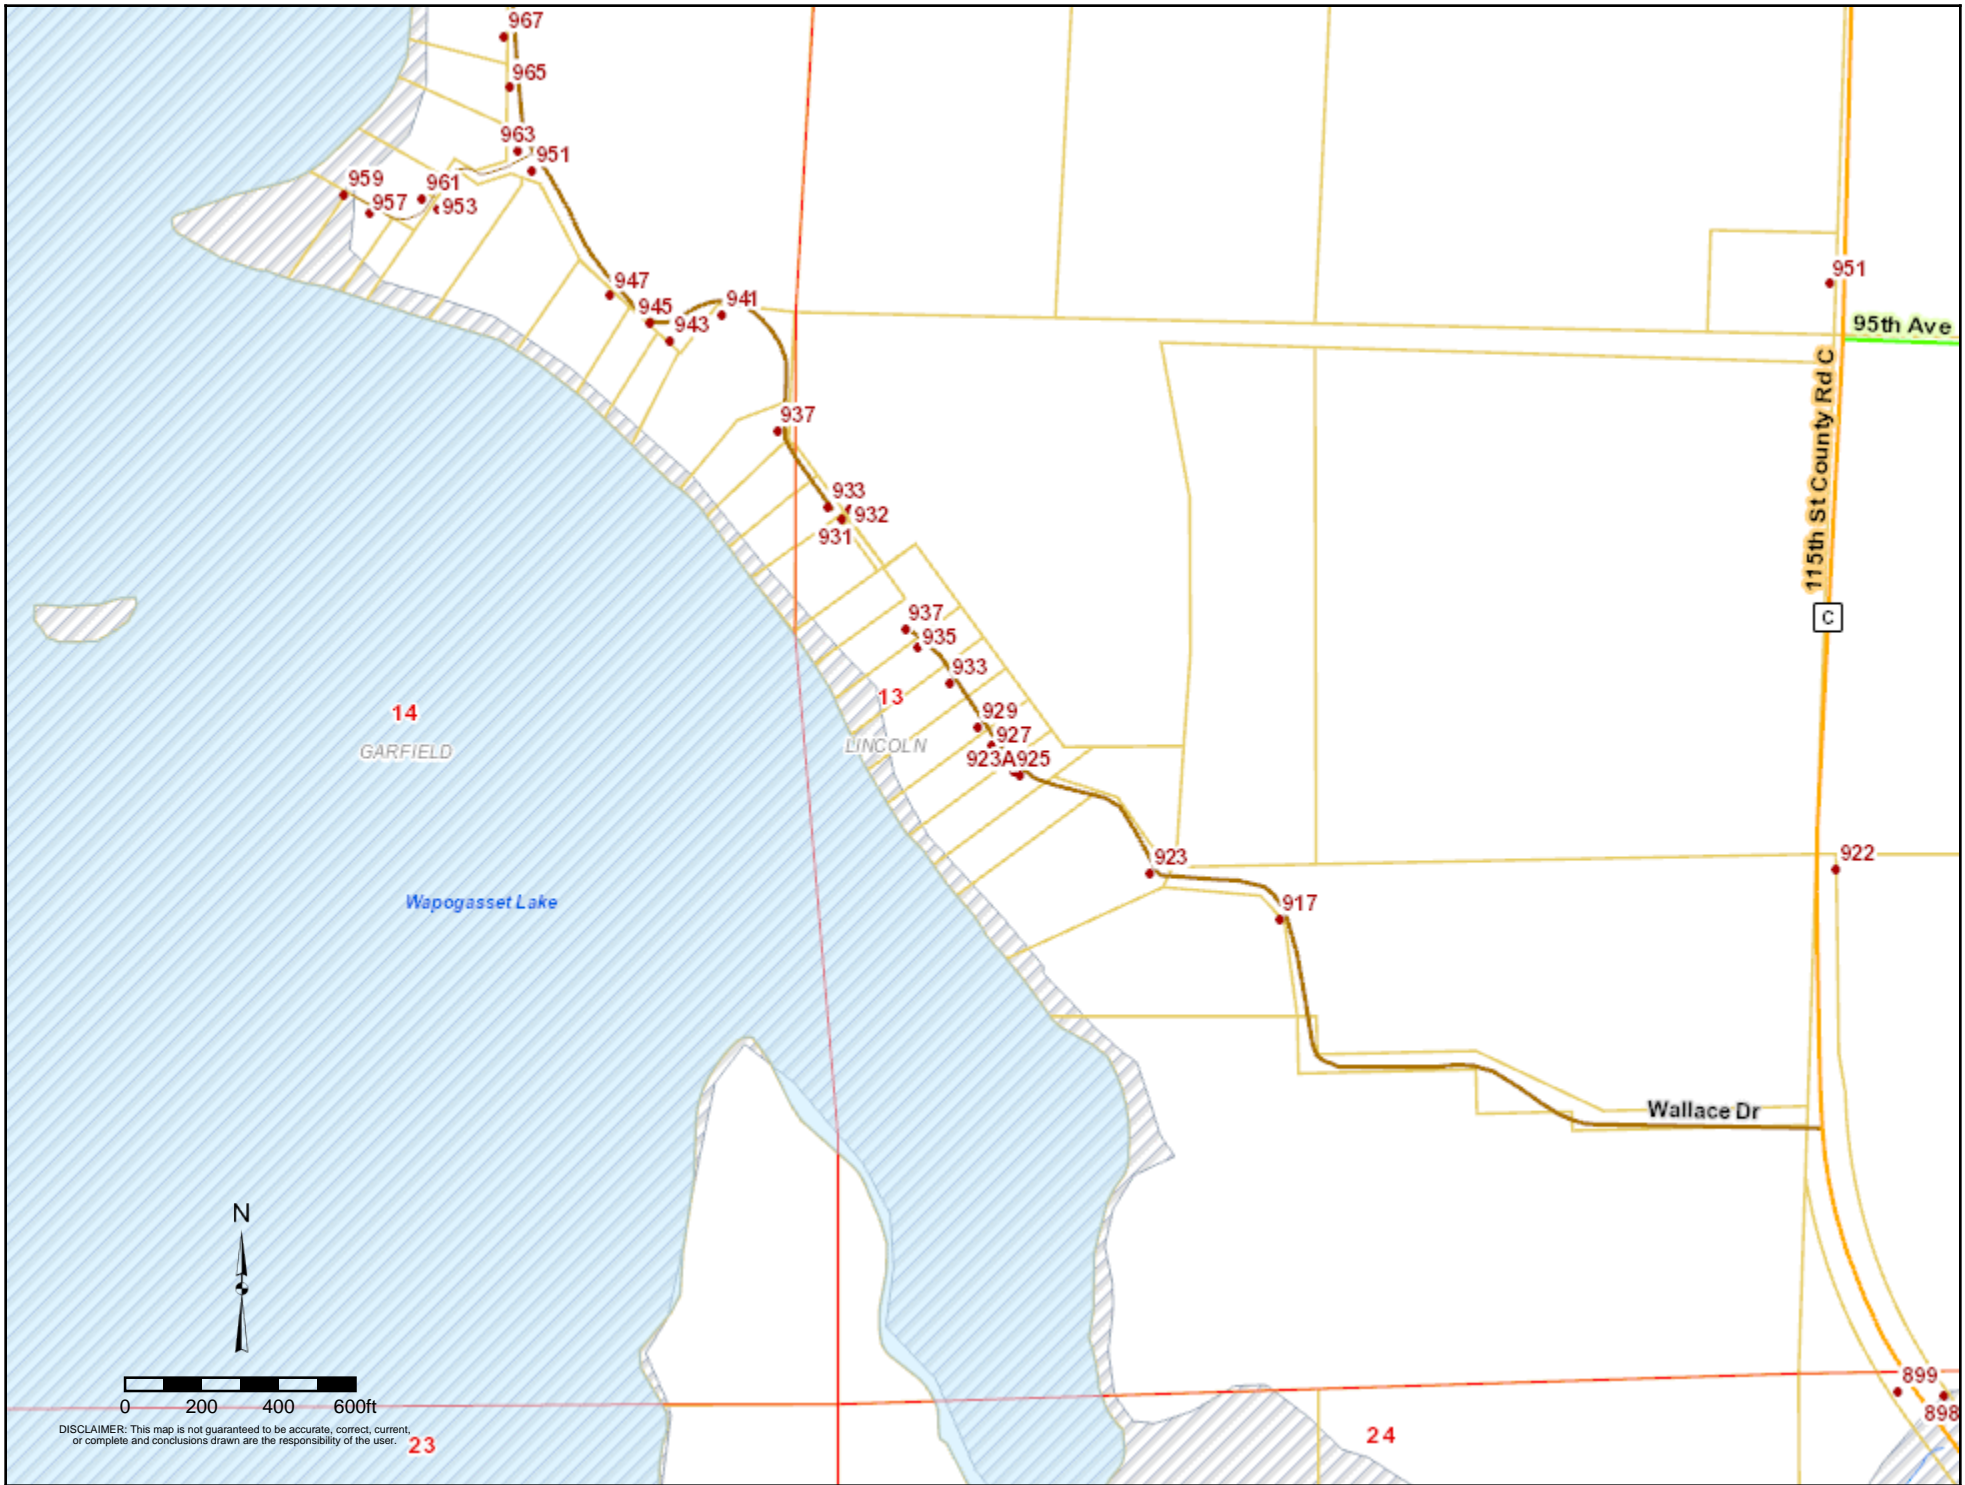 967
965
963
951
959
961
957
953
951
947
941
945
943
95th Ave
115th St County Rd C
937
933
932
931
C
937
935
933
13
14
929
GARFIELD
LINCOLN
927
923A925
923
922
Wapogasset Lake
917
Wallace Dr
N
899
0 200 400 600ft
898
DISCLAIMER: This map is not guaranteed to be accurate, correct, current,
or complete and conclusions drawn are the responsibility of the user.
23
24